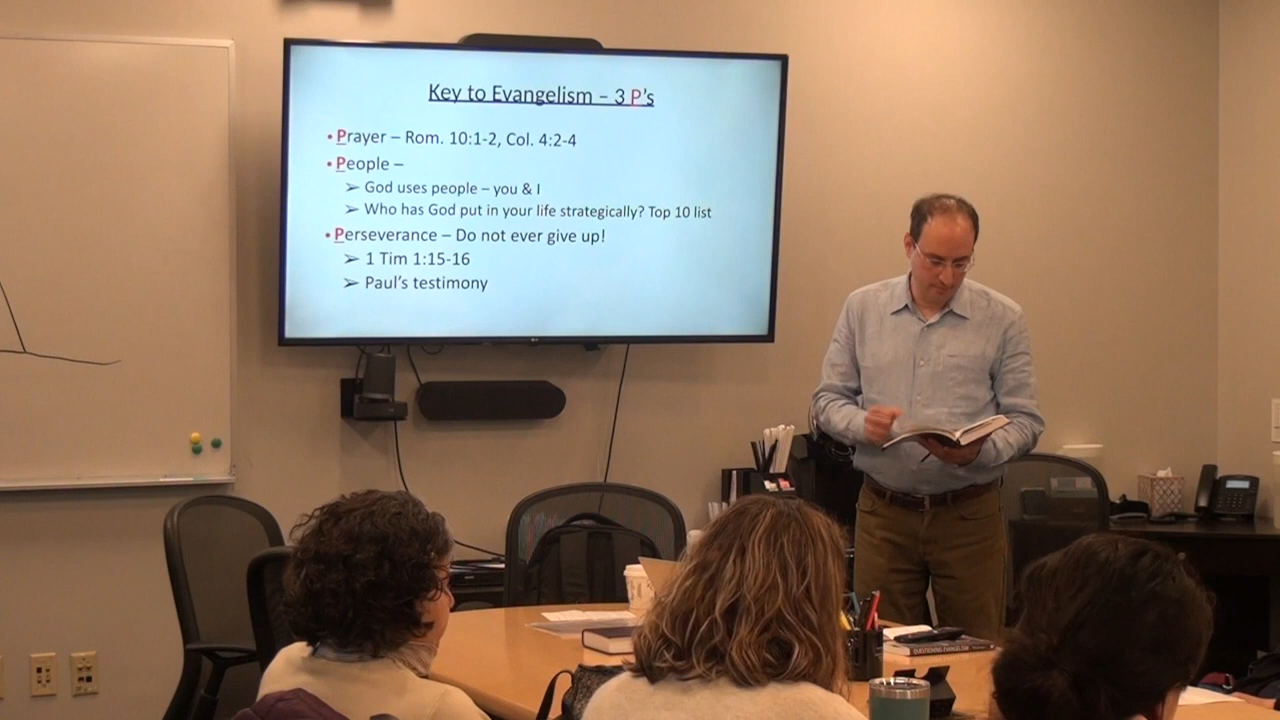 Key to Evangelism – 3 P's
• Prayer – Rom. 10:1-2, Col. 4:2-4
• People –
➢ God uses people – you & I
➢ Who has God put in your life strategically? Top 10 list
• Perseverance – Do not ever give up!
➢ 1 Tim 1:15-16
➢ Paul's testimony
QUESTIONING EVANGELISM